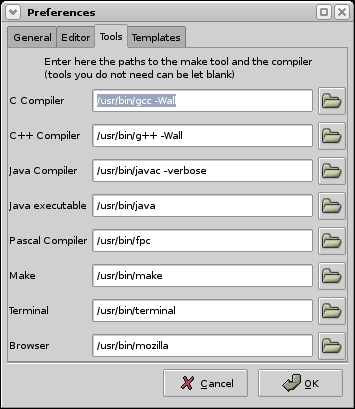 Preferences
General Editor Tools Templates
Enter here the paths to the make tool and the compiler
(tools you do not need can be let blank)
C Compiler /usr/bin/gcc -Wall
C++ Compiler /usr/bin/g++ -Wall
Java Compiler /usr/bin/javac -verbose
Java executable /usr/bin/java
Pascal Compiler /usr/bin/fpc
Make /usr/bin/make
Terminal /usr/bin/terminal
Browser /usr/bin/mozilla
Cancel OK